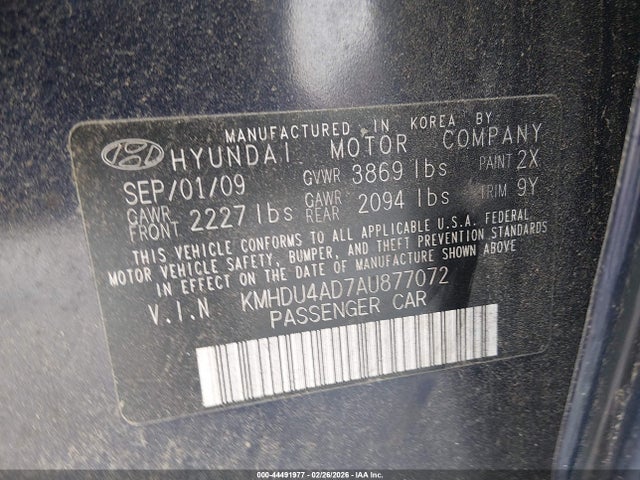 MANUFACTURED IN KOREA BY
HYUNDAI MOTOR COMPANY
SEP/01/09 GVWR 3869 lbs PAINT 2X
GAWR FRONT 2227 lbs GAWR REAR 2094 lbs TRIM 9Y
THIS VEHICLE CONFORMS TO ALL APPLICABLE U.S.A. FEDERAL
MOTOR VEHICLE SAFETY, BUMPER, AND THEFT PREVENTION STANDARDS
IN EFFECT ON THE DATE OF MANUFACTURE SHOWN ABOVE
V.I.N KMHDU4AD7AU877072
PASSENGER CAR
000-44491977 - 02/26/2026 - IAA Inc.